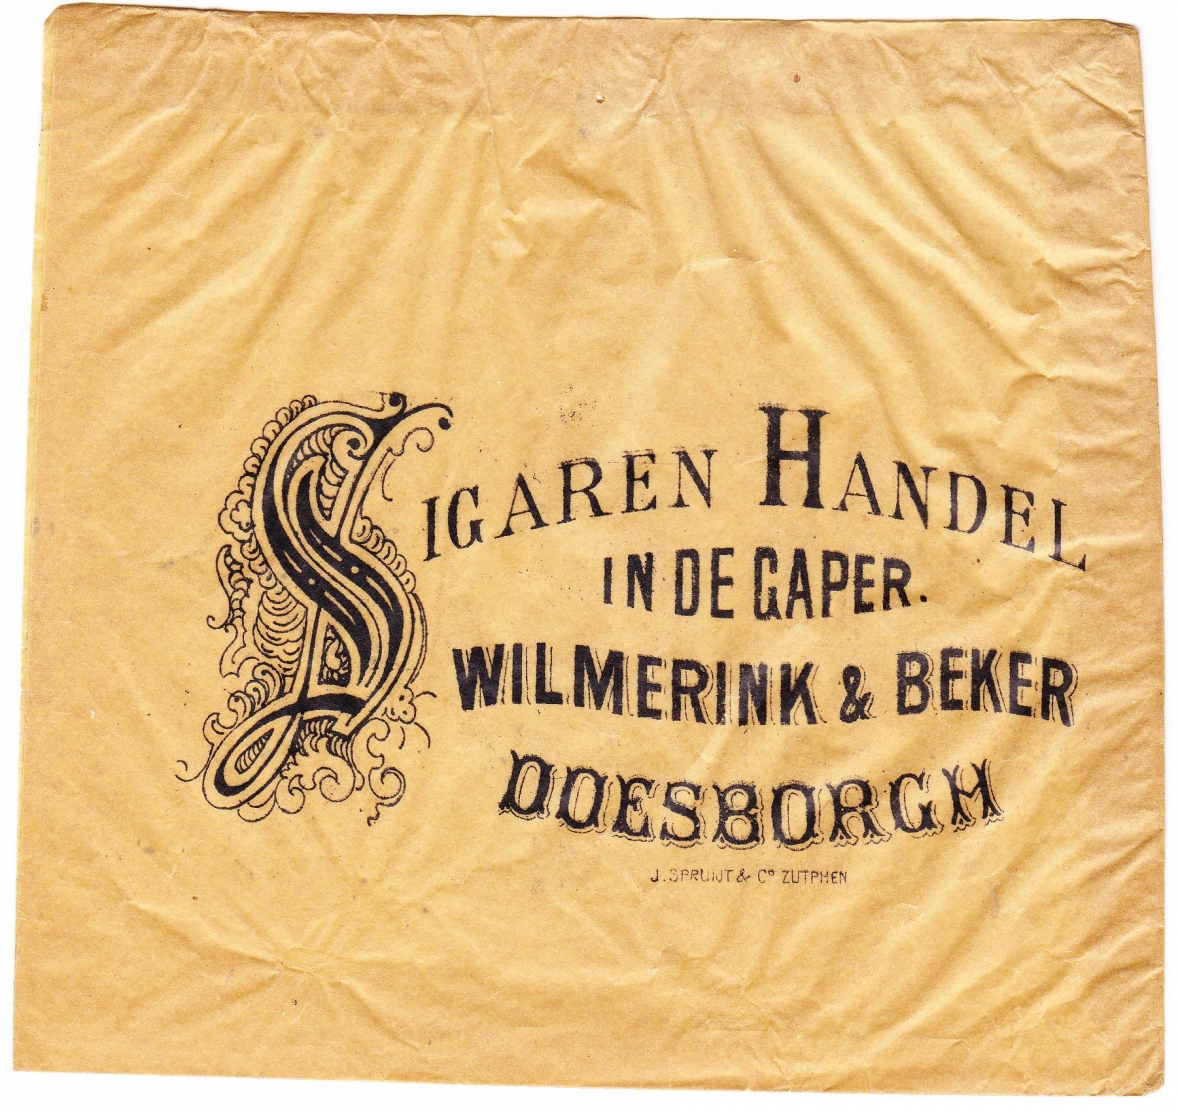 SIGAREN HANDEL
IN DE GAPER.
WILMERINK & BEKER
DOESBORGH
J. SPRUIJT & Co ZUTPHEN